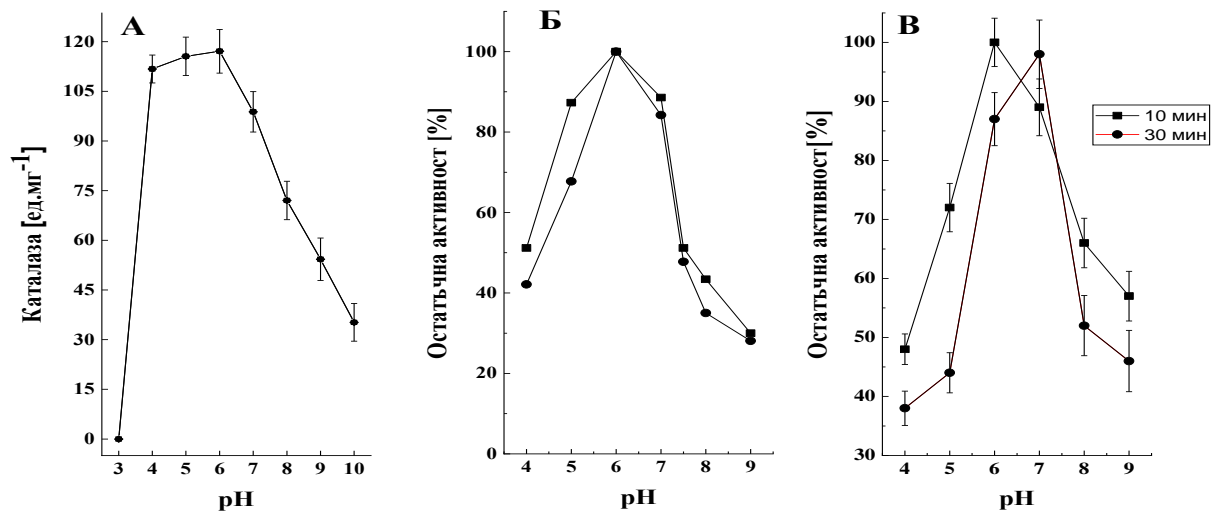 А
Каталаза [ед.мг-1]
120
105
90
75
60
45
30
15
0
3 4 5 6 7 8 9 10
pH
Б
Остатъчна активност [%]
100
80
60
40
20
0
4 5 6 7 8 9
pH
В
Остатъчна активност[%]
100
90
80
70
60
50
40
30
4 5 6 7 8 9
pH
10 мин
30 мин